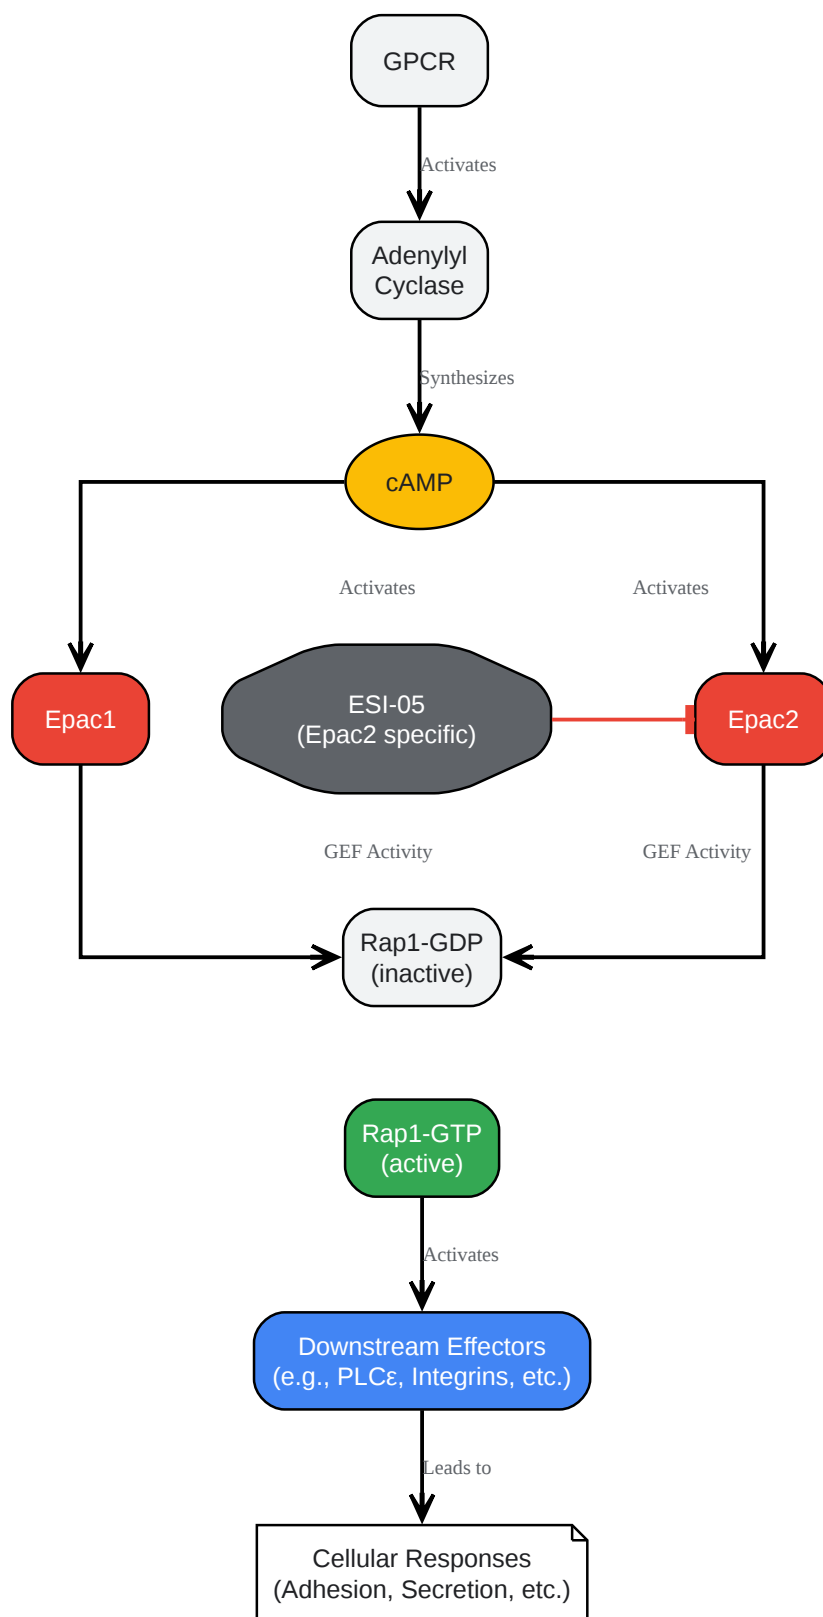 GPCR
Activates
Adenylyl
Cyclase
Synthesizes
cAMP
Activates
Activates
Epac1
ESI-05
(Epac2 specific)
Epac2
GEF Activity
GEF Activity
Rap1-GDP
(inactive)
Rap1-GTP
(active)
Activates
Downstream Effectors
(e.g., PLCε, Integrins, etc.)
Leads to
Cellular Responses
(Adhesion, Secretion, etc.)